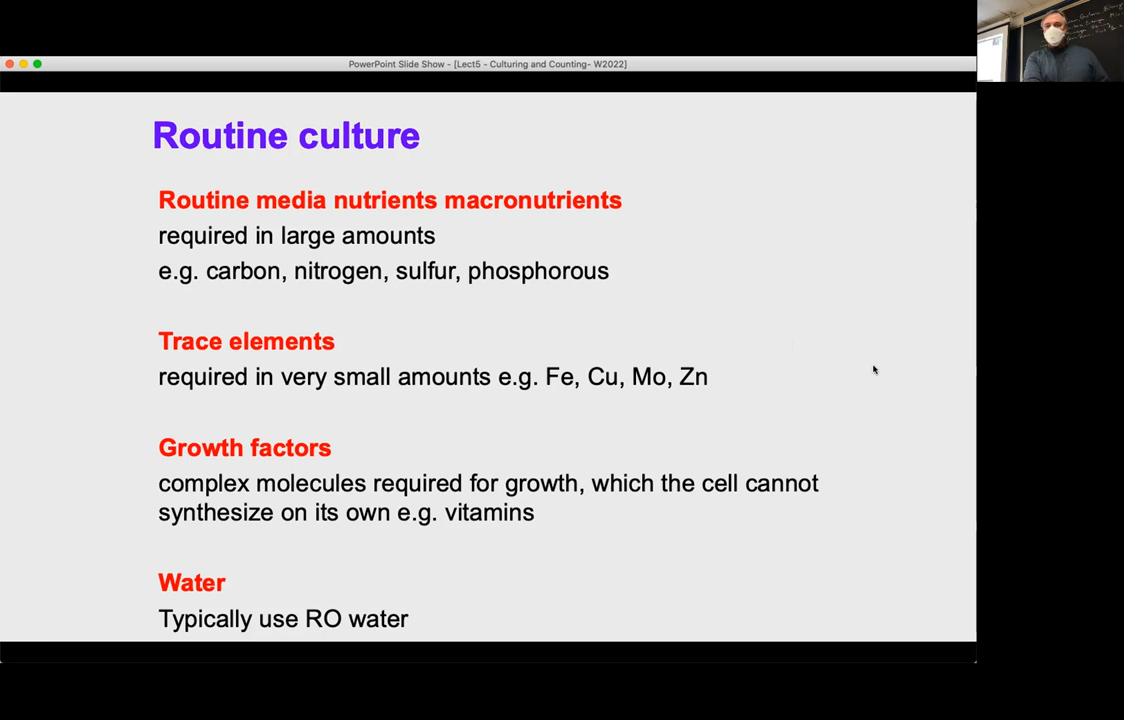 PowerPoint Slide Show - [Lect5 - Culturing and Counting- W2022]
Routine culture
Routine media nutrients macronutrients
required in large amounts
e.g. carbon, nitrogen, sulfur, phosphorous
Trace elements
required in very small amounts e.g. Fe, Cu, Mo, Zn
Growth factors
complex molecules required for growth, which the cell cannot
synthesize on its own e.g. vitamins
Water
Typically use RO water